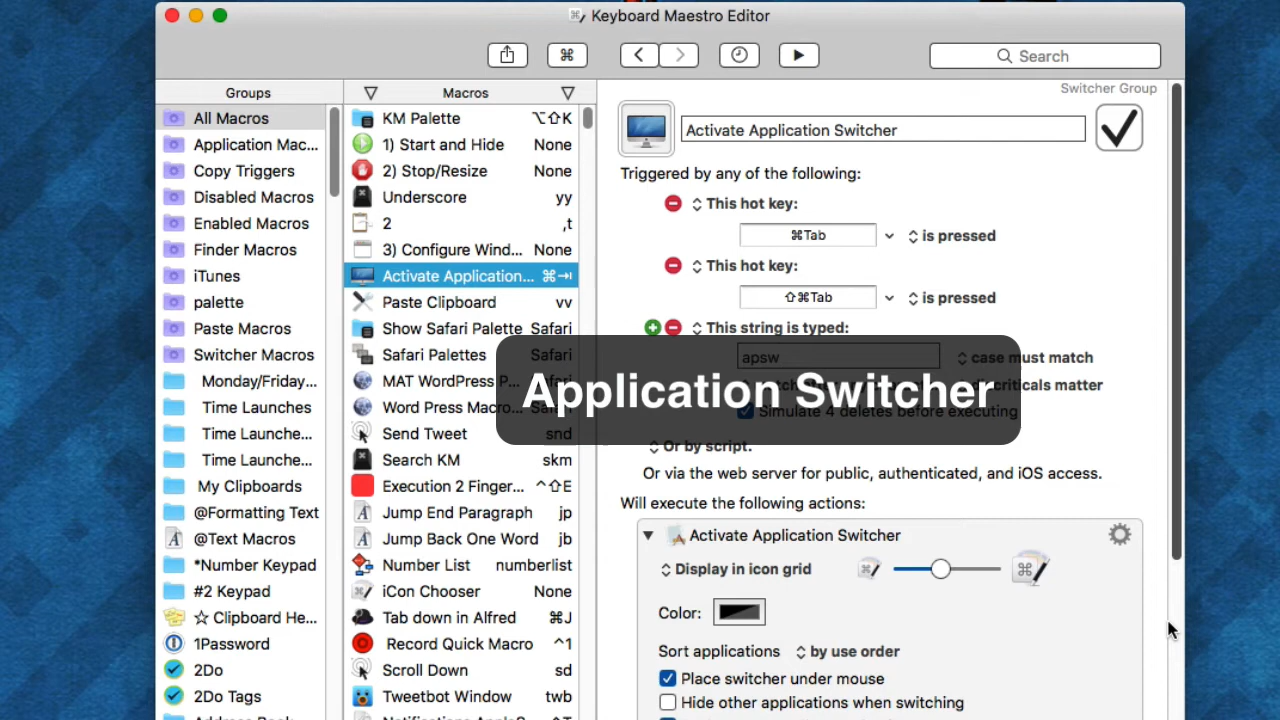 Keyboard Maestro Editor
Search
Groups
Macros
Switcher Group
All Macros
Application Mac...
Copy Triggers
Disabled Macros
Enabled Macros
Finder Macros
iTunes
palette
Paste Macros
Switcher Macros
Monday/Friday...
Time Launches
Time Launche...
Time Launche...
My Clipboards
@Formatting Text
@Text Macros
*Number Keypad
#2 Keypad
☆ Clipboard He...
1Password
2Do
2Do Tags
KM Palette ⌥⇧K
1) Start and Hide None
2) Stop/Resize None
Underscore yy
2 ,t
3) Configure Wind... None
Activate Application... ⌘⇥
Paste Clipboard vv
Show Safari Palette Safari
Safari Palettes Safari
MAT WordPress P...
Word Press Macro...
Send Tweet snd
Search KM skm
Execution 2 Finger... ^⇧E
Jump End Paragraph jp
Jump Back One Word jb
Number List numberlist
iCon Chooser None
Tab down in Alfred ⌘J
Record Quick Macro ^1
Scroll Down sd
Tweetbot Window twb
Activate Application Switcher
Triggered by any of the following:
This hot key:
⌘Tab is pressed
This hot key:
⇧⌘Tab is pressed
This string is typed:
apsw case must match
diacriticals matter
Application Switcher
Simulate 4 deletes before executing
Or by script.
Or via the web server for public, authenticated, and iOS access.
Will execute the following actions:
Activate Application Switcher
Display in icon grid
Color:
Sort applications by use order
Place switcher under mouse
Hide other applications when switching